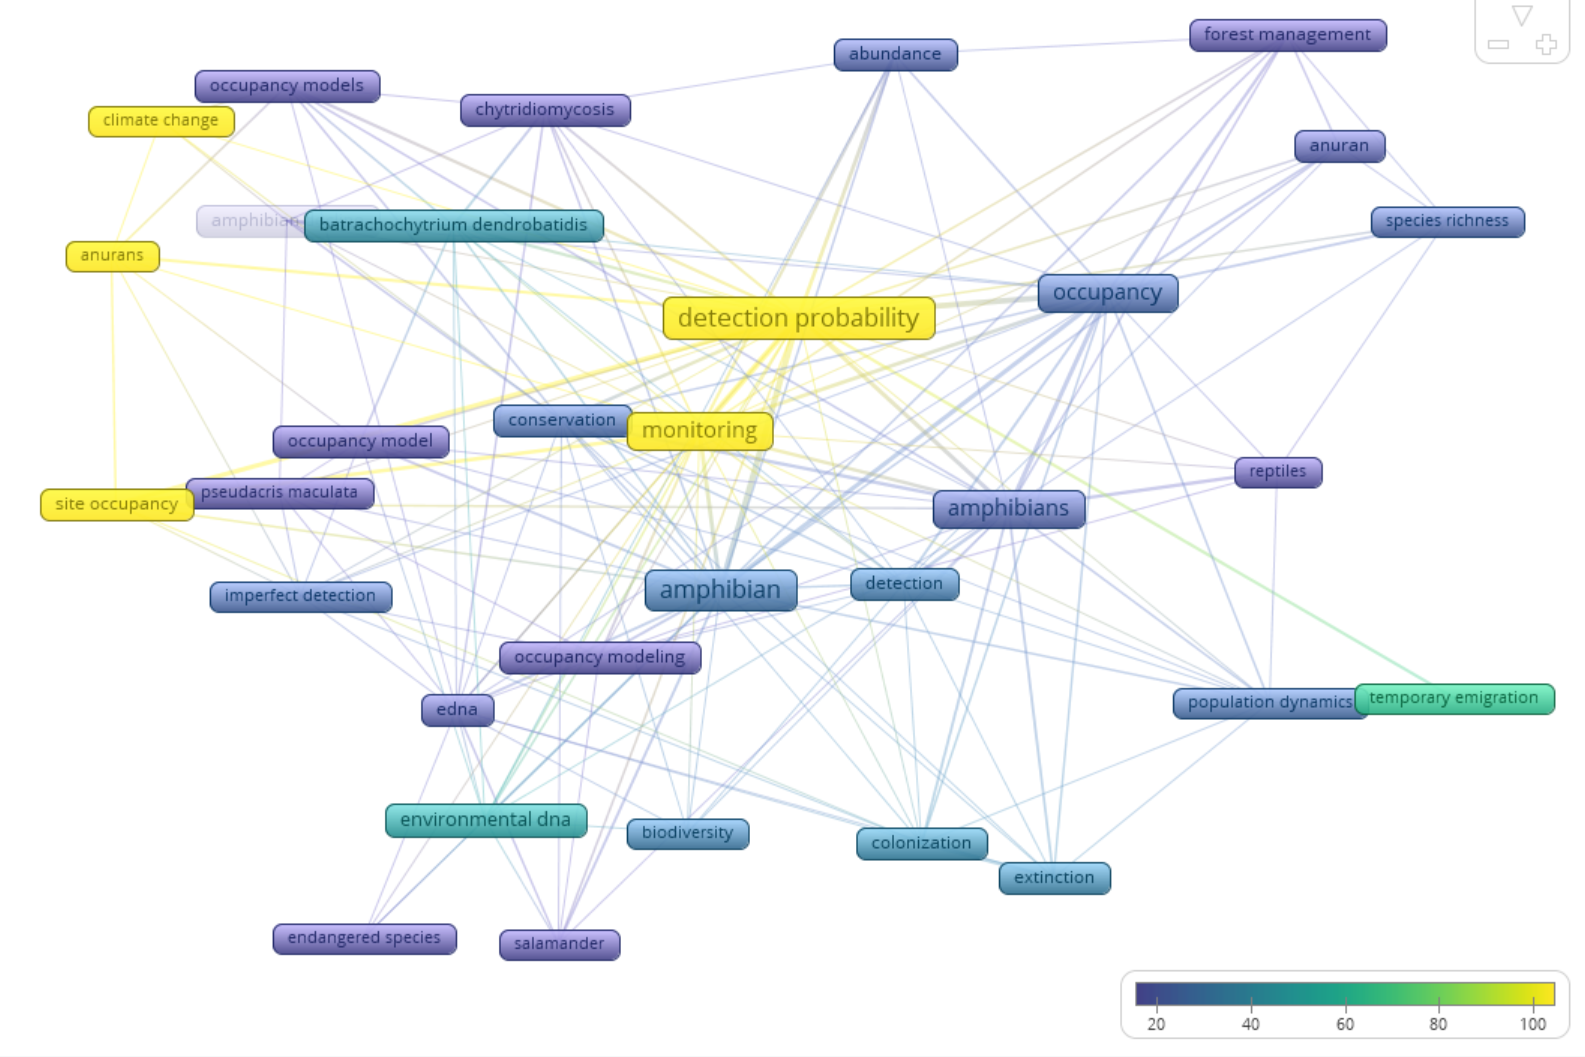 forest management
abundance
occupancy models
chytridiomycosis
climate change
anuran
amphibian
batrachochytrium dendrobatidis
species richness
anurans
occupancy
detection probability
conservation
monitoring
occupancy model
reptiles
pseudacris maculata
site occupancy
amphibians
detection
amphibian
imperfect detection
occupancy modeling
temporary emigration
population dynamics
edna
environmental dna
biodiversity
colonization
extinction
endangered species
salamander
20 40 60 80 100